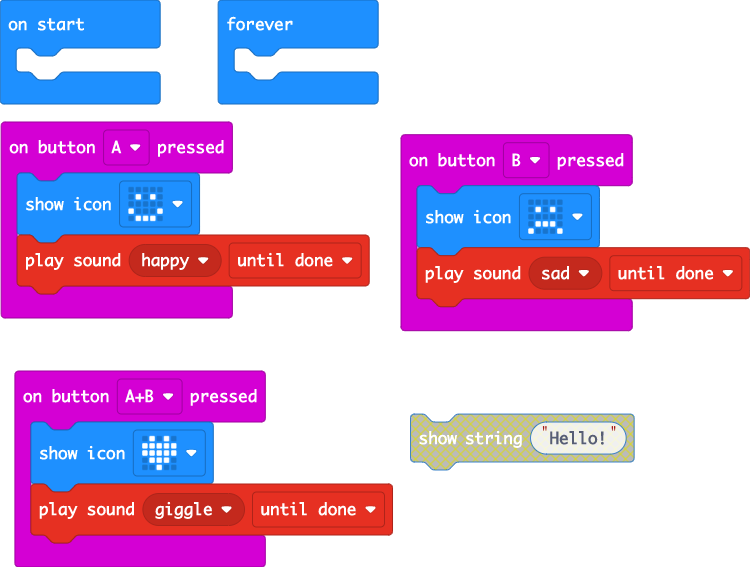 on start
forever
on button A pressed
show icon
play sound happy until done
on button B pressed
show icon
play sound sad until done
on button A+B pressed
show icon
play sound giggle until done
show string "Hello!"